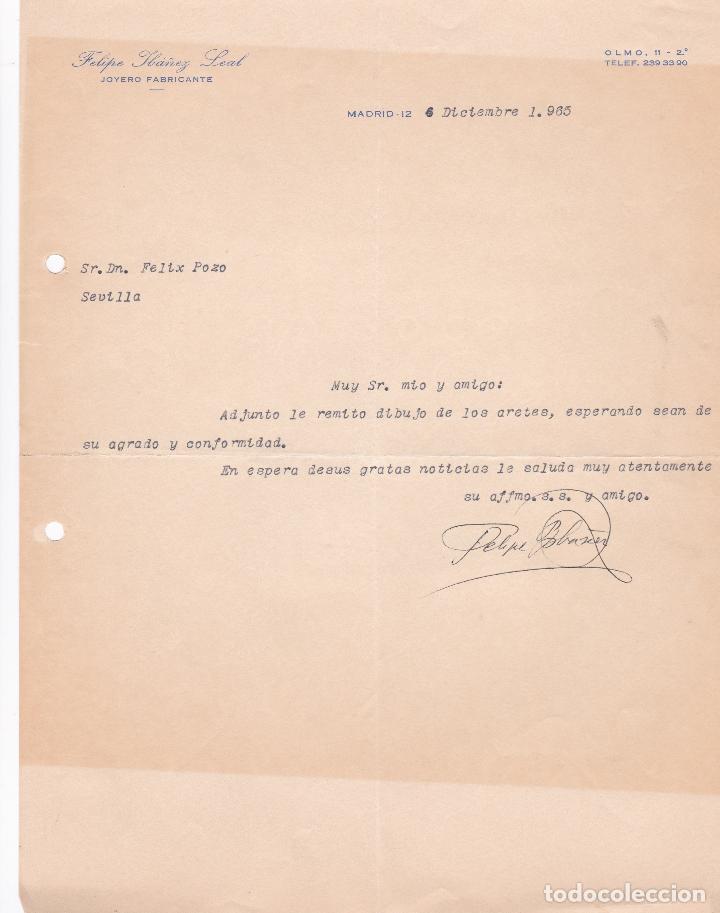 Felipe Ibáñez Leal
JOYERO FABRICANTE
OLMO, 11 - 2.º
TELEF. 239 33 90
MADRID-12 6 Diciembre 1.965
Sr.Dn. Felix Pozo
Sevilla
Muy Sr. mio y amigo:
Adjunto le remito dibujo de los aretes, esperando sean de
su agrado y conformidad.
En espera desus gratas noticias le saluda muy atentamente
su affmo.s.s. y amigo.
Felipe Ibáñez
todocoleccion